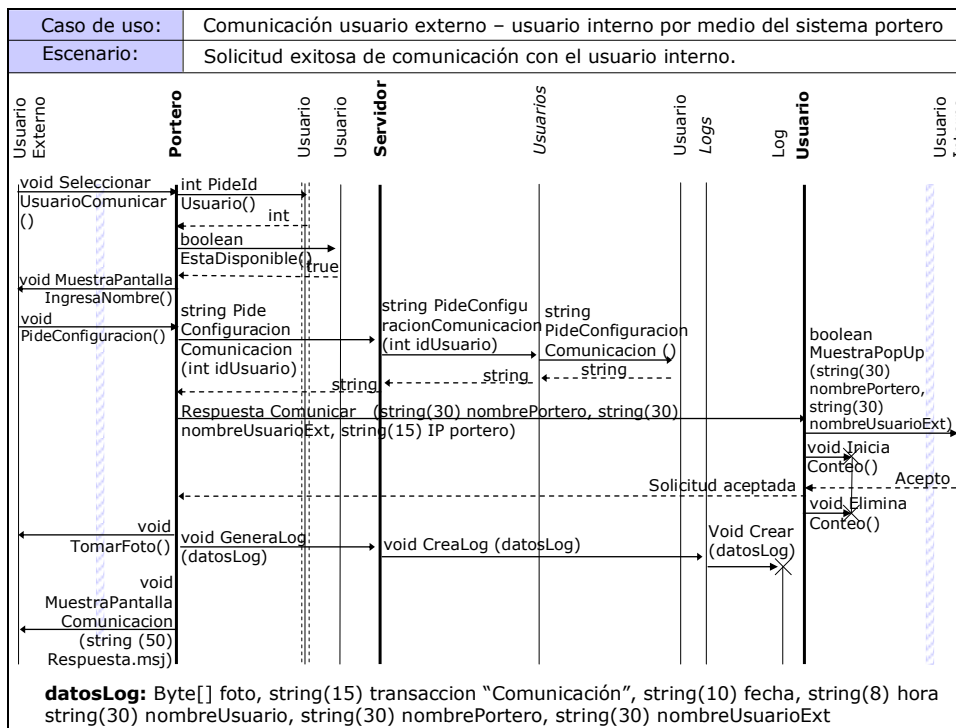 Caso de uso: Comunicación usuario externo – usuario interno por medio del sistema portero
Escenario: Solicitud exitosa de comunicación con el usuario interno.
Usuario
Externo
Portero
Usuario
Usuario
Servidor
Usuarios
Usuario
Logs
Log
Usuario
Usuario
void Seleccionar
UsuarioComunicar
()
int PideId
Usuario()
int
boolean
EstaDisponible()
true
void MuestraPantalla
IngresaNombre()
void
PideConfiguracion()
string Pide
Configuracion
Comunicacion
(int idUsuario)
string PideConfigu
racionComunicacion
(int idUsuario)
string
PideConfiguracion
Comunicacion ()
string
string
string
boolean
MuestraPopUp
(string(30)
nombrePortero,
string(30)
nombreUsuarioExt)
Respuesta Comunicar (string(30) nombrePortero, string(30)
nombreUsuarioExt, string(15) IP portero)
void Inicia
Conteo()
Acepto
Solicitud aceptada
void Elimina
Conteo()
void
TomarFoto()
void GeneraLog
(datosLog)
void CreaLog (datosLog)
Void Crear
(datosLog)
void
MuestraPantalla
Comunicacion
(string (50)
Respuesta.msj)
datosLog: Byte[] foto, string(15) transaccion “Comunicación”, string(10) fecha, string(8) hora
string(30) nombreUsuario, string(30) nombrePortero, string(30) nombreUsuarioExt